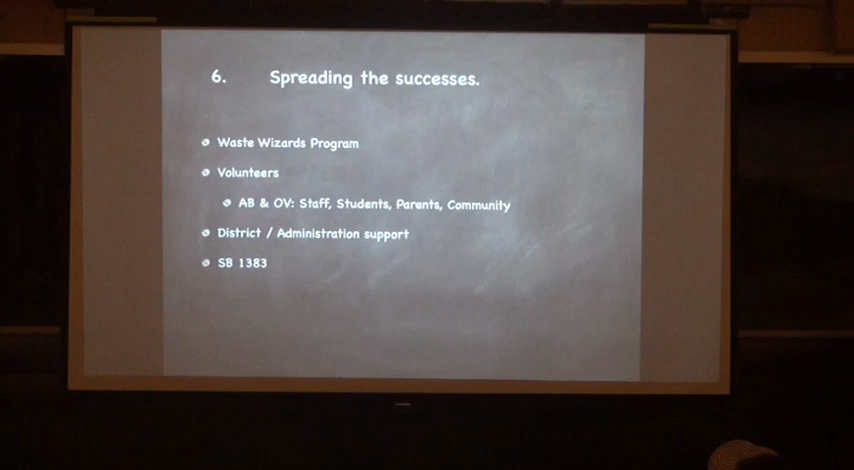 6. Spreading the successes.
Waste Wizards Program
Volunteers
AB & OV: Staff, Students, Parents, Community
District / Administration support
SB 1383